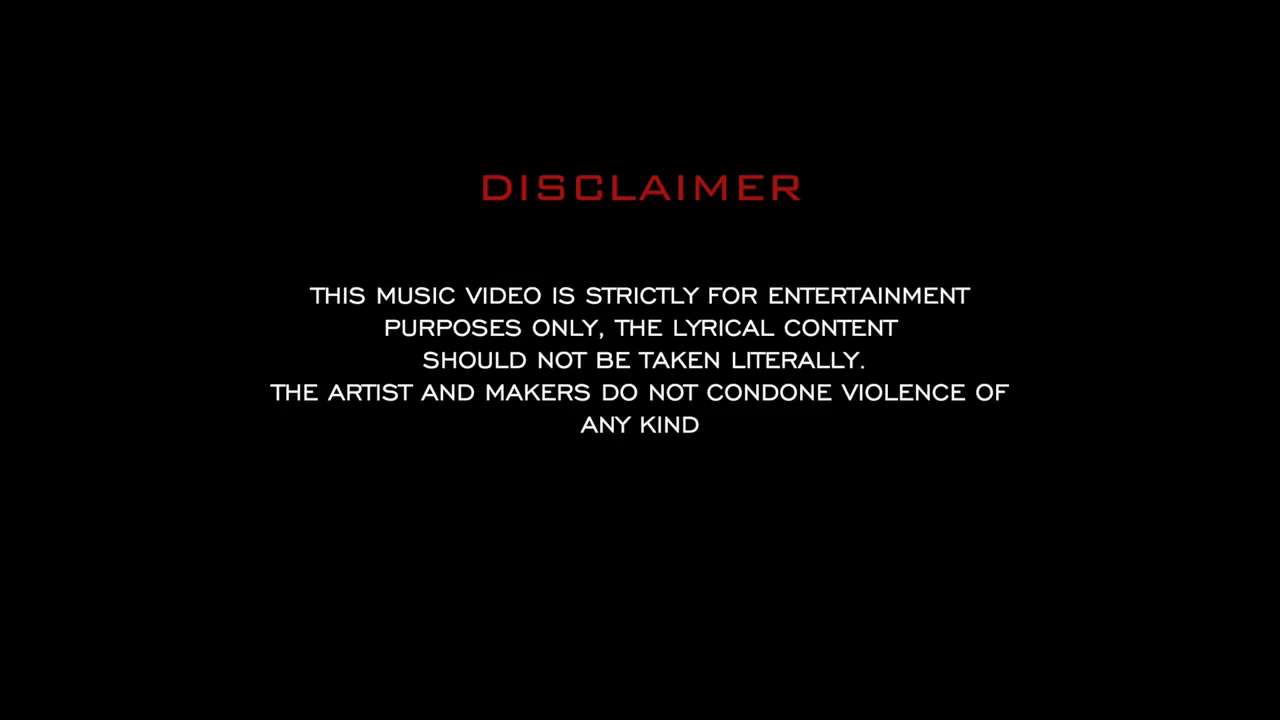 DISCLAIMER
THIS MUSIC VIDEO IS STRICTLY FOR ENTERTAINMENT
PURPOSES ONLY, THE LYRICAL CONTENT
SHOULD NOT BE TAKEN LITERALLY.
THE ARTIST AND MAKERS DO NOT CONDONE VIOLENCE OF
ANY KIND